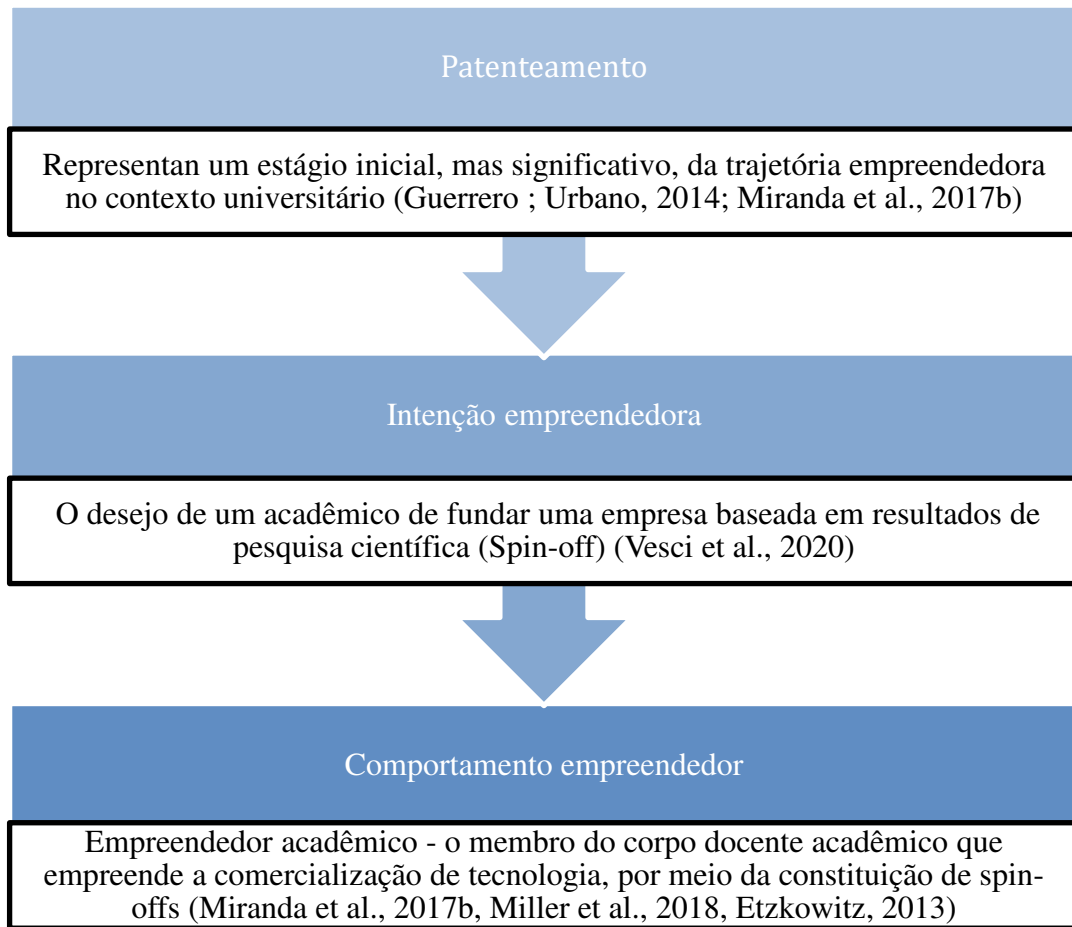 Patenteamento
Representan um estágio inicial, mas significativo, da trajetória empreendedora
no contexto universitário (Guerrero ; Urbano, 2014; Miranda et al., 2017b)
Intenção empreendedora
O desejo de um acadêmico de fundar uma empresa baseada em resultados de
pesquisa científica (Spin-off) (Vesci et al., 2020)
Comportamento empreendedor
Empreendedor acadêmico - o membro do corpo docente acadêmico que
empreende a comercialização de tecnologia, por meio da constituição de spin-
offs (Miranda et al., 2017b, Miller et al., 2018, Etzkowitz, 2013)